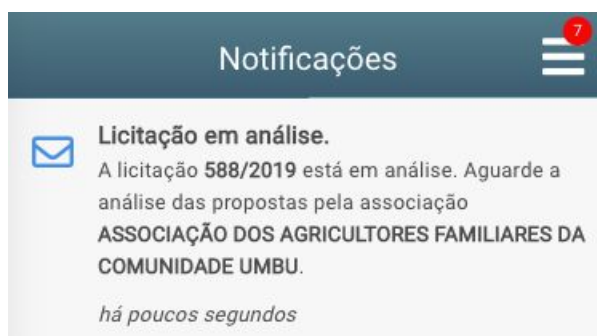 Notificações
7
Licitação em análise.
A licitação 588/2019 está em análise. Aguarde a
análise das propostas pela associação
ASSOCIAÇÃO DOS AGRICULTORES FAMILIARES DA
COMUNIDADE UMBU.
há poucos segundos